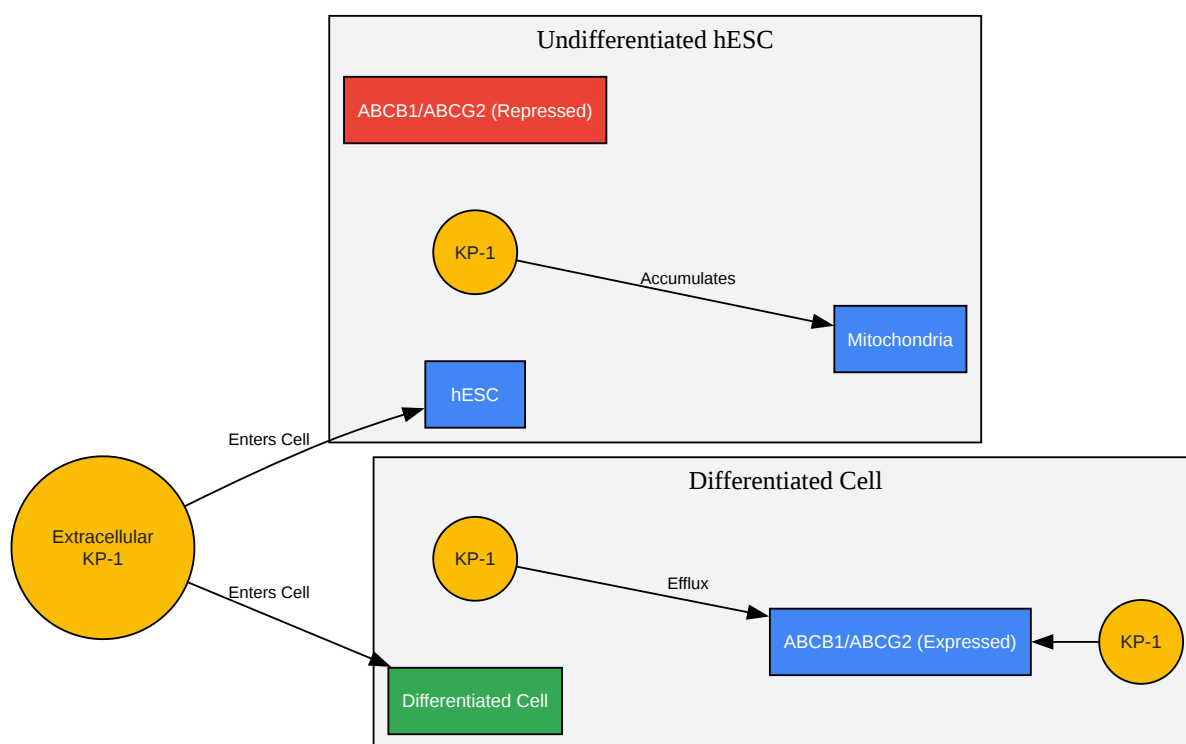 Undifferentiated hESC
ABCB1/ABCG2 (Repressed)
KP-1
Accumulates
Mitochondria
hESC
Enters Cell
Extracellular
KP-1
Enters Cell
Differentiated Cell
KP-1
Efflux
ABCB1/ABCG2 (Expressed)
KP-1
Differentiated Cell